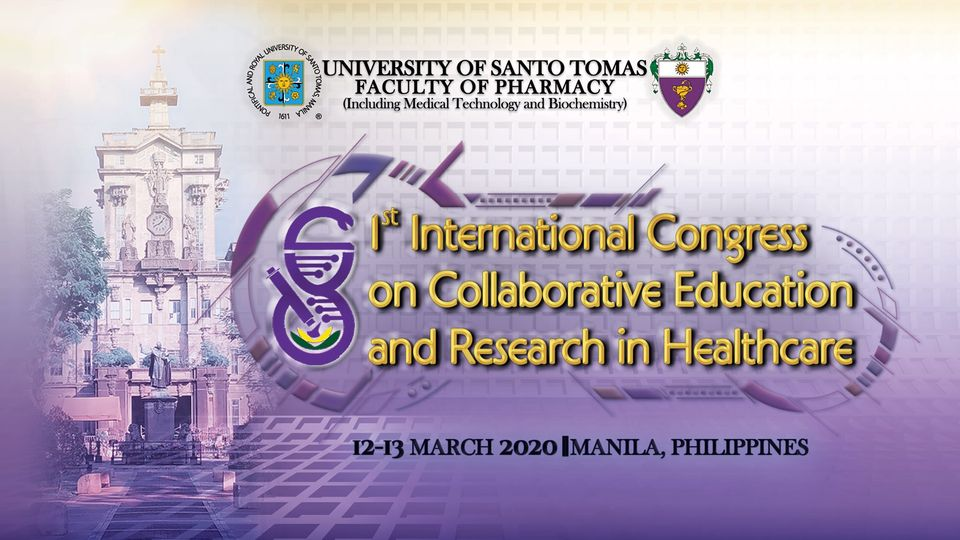 UNIVERSITY OF SANTO TOMAS
FACULTY OF PHARMACY
(Including Medical Technology and Biochemistry)
PONTIFICAL AND ROYAL UNIVERSITY OF SANTO TOMAS, MANILA
1611
®
1st International Congress
on Collaborative Education
and Research in Healthcare
12-13 MARCH 2020 | MANILA, PHILIPPINES